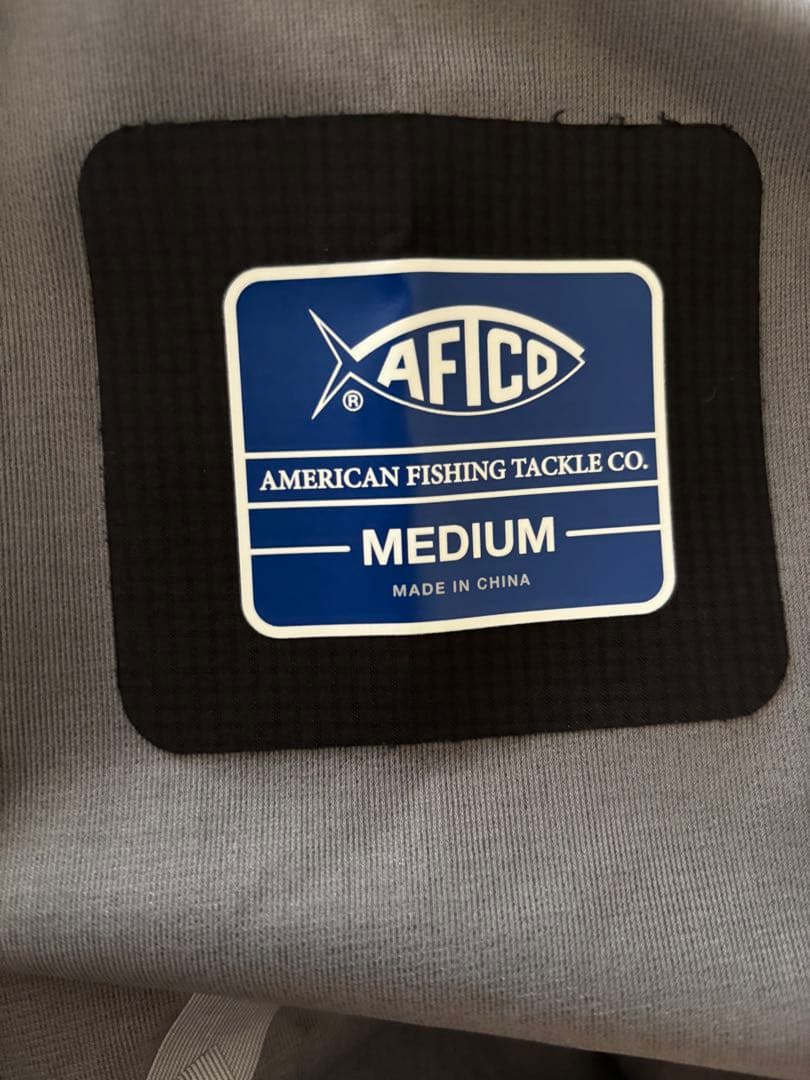 AFTCO
®
AMERICAN FISHING TACKLE CO.
MEDIUM
MADE IN CHINA